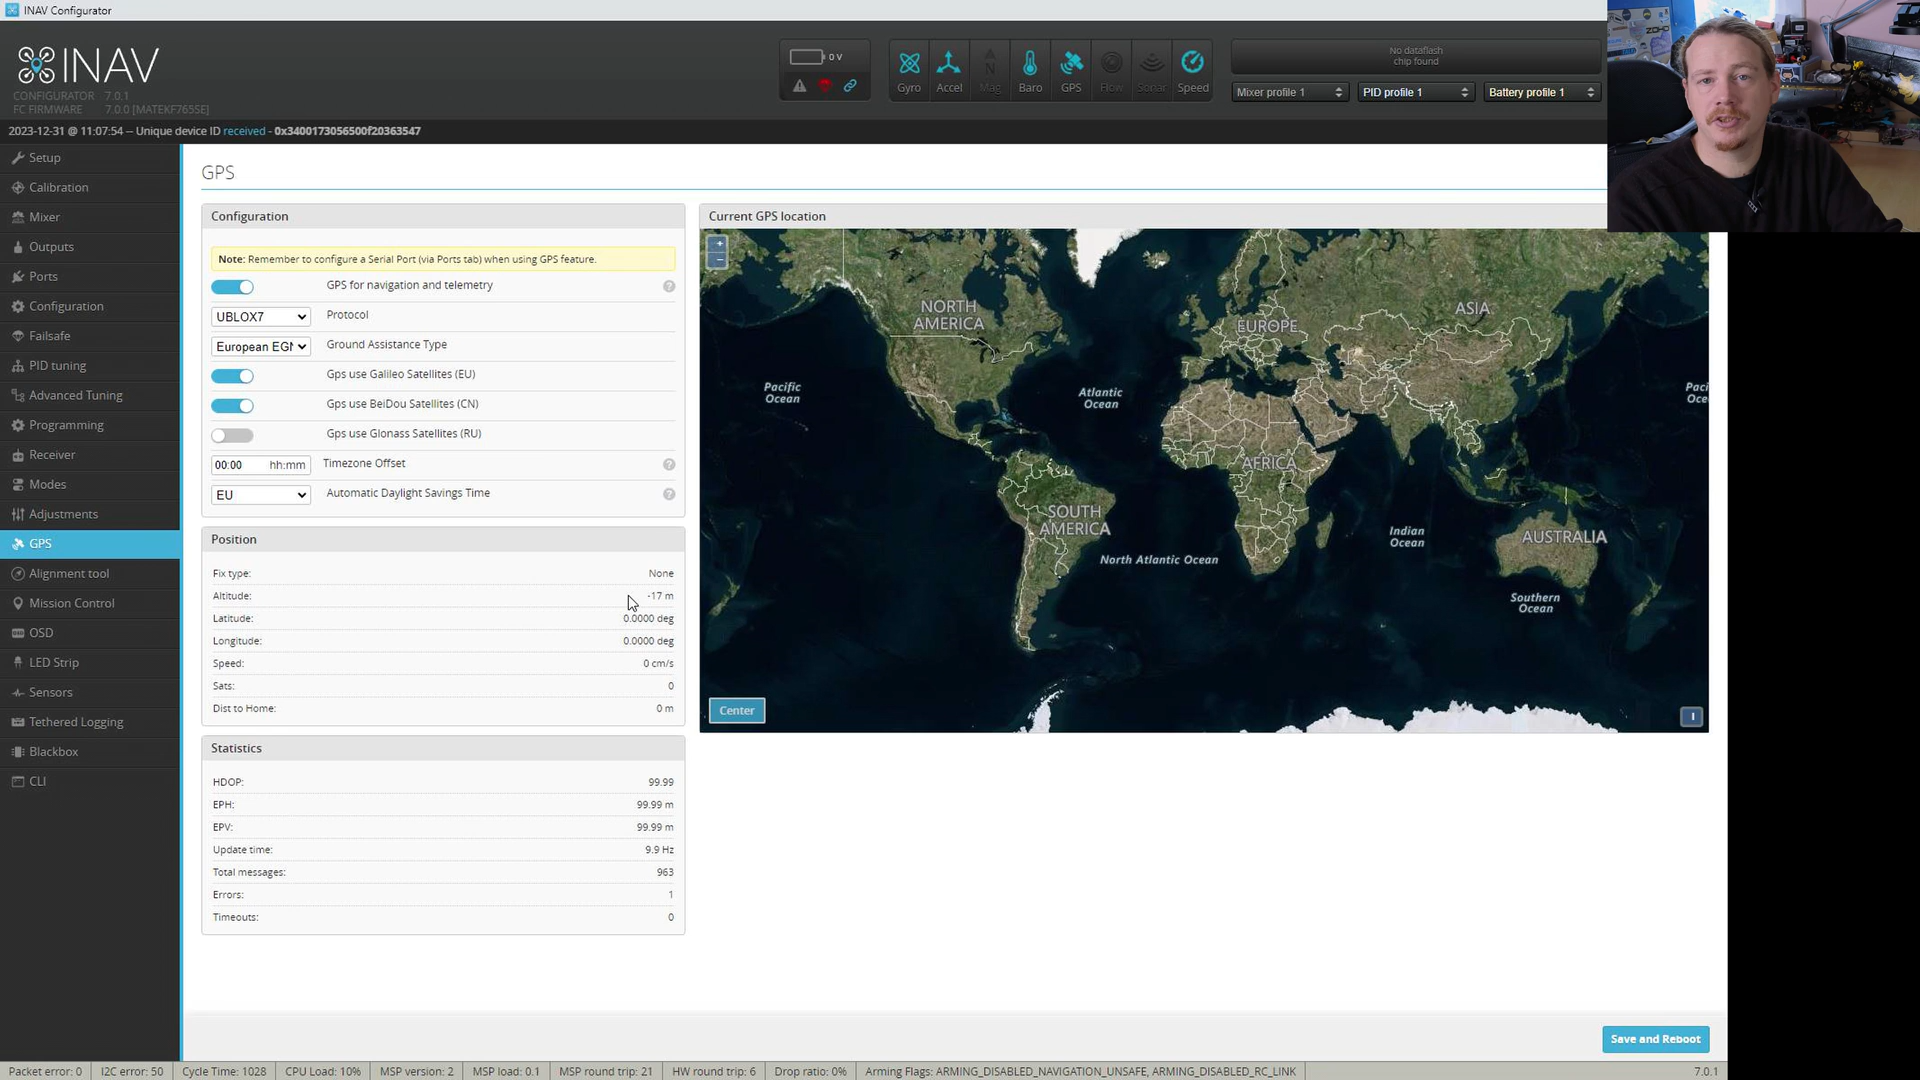 INAV Configurator
INAV
CONFIGURATOR 7.0.1
FC FIRMWARE 7.0.0 [MATEKF765SE]
0 V
Gyro
Accel
Mag
Baro
GPS
Flow
Sonar
Speed
No dataflash
chip found
Mixer profile 1
PID profile 1
Battery profile 1
2023-12-31 @ 11:07:54 -- Unique device ID received - 0x3400173056500f20363547
Setup
Calibration
Mixer
Outputs
Ports
Configuration
Failsafe
PID tuning
Advanced Tuning
Programming
Receiver
Modes
Adjustments
GPS
Alignment tool
Mission Control
OSD
LED Strip
Sensors
Tethered Logging
Blackbox
CLI
GPS
Configuration
Note: Remember to configure a Serial Port (via Ports tab) when using GPS feature.
GPS for navigation and telemetry
UBLOX7 Protocol
European EGN Ground Assistance Type
Gps use Galileo Satellites (EU)
Gps use BeiDou Satellites (CN)
Gps use Glonass Satellites (RU)
00:00 hh:mm Timezone Offset
EU Automatic Daylight Savings Time
Position
Fix type: None
Altitude: -17 m
Latitude: 0.0000 deg
Longitude: 0.0000 deg
Speed: 0 cm/s
Sats: 0
Dist to Home: 0 m
Statistics
HDOP: 99.99
EPH: 99.99 m
EPV: 99.99 m
Update time: 9.9 Hz
Total messages: 963
Errors: 1
Timeouts: 0
Current GPS location
+
−
NORTH
AMERICA
EUROPE
ASIA
Pacific
Ocean
Atlantic
Ocean
Paci
Oce
AFRICA
SOUTH
AMERICA
North Atlantic Ocean
Indian
Ocean
AUSTRALIA
Southern
Ocean
Center
I
Save and Reboot
Packet error: 0
I2C error: 50
Cycle Time: 1028
CPU Load: 10%
MSP version: 2
MSP load: 0.1
MSP round trip: 21
HW round trip: 6
Drop ratio: 0%
Arming Flags: ARMING_DISABLED_NAVIGATION_UNSAFE, ARMING_DISABLED_RC_LINK
7.0.1